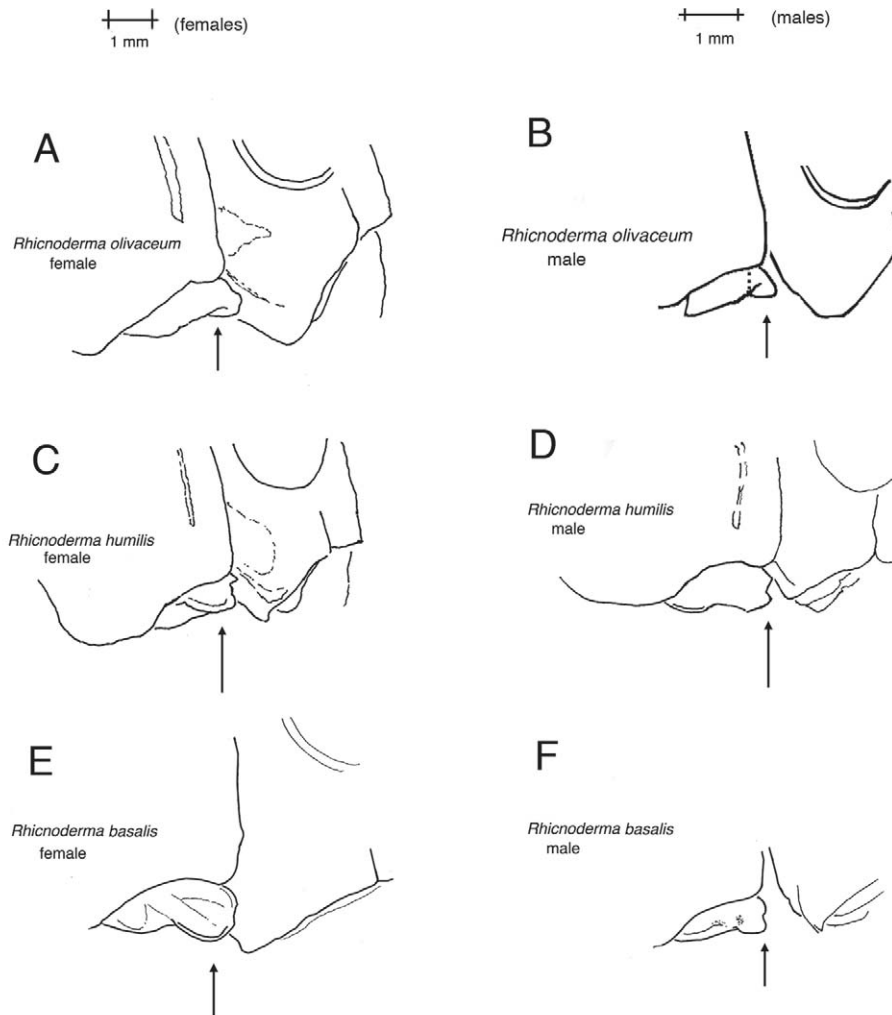 (females)
1 mm
(males)
1 mm
A
Rhicnoderma olivaceum
female
B
Rhicnoderma olivaceum
male
C
Rhicnoderma humilis
female
D
Rhicnoderma humilis
male
E
Rhicnoderma basalis
female
F
Rhicnoderma basalis
male